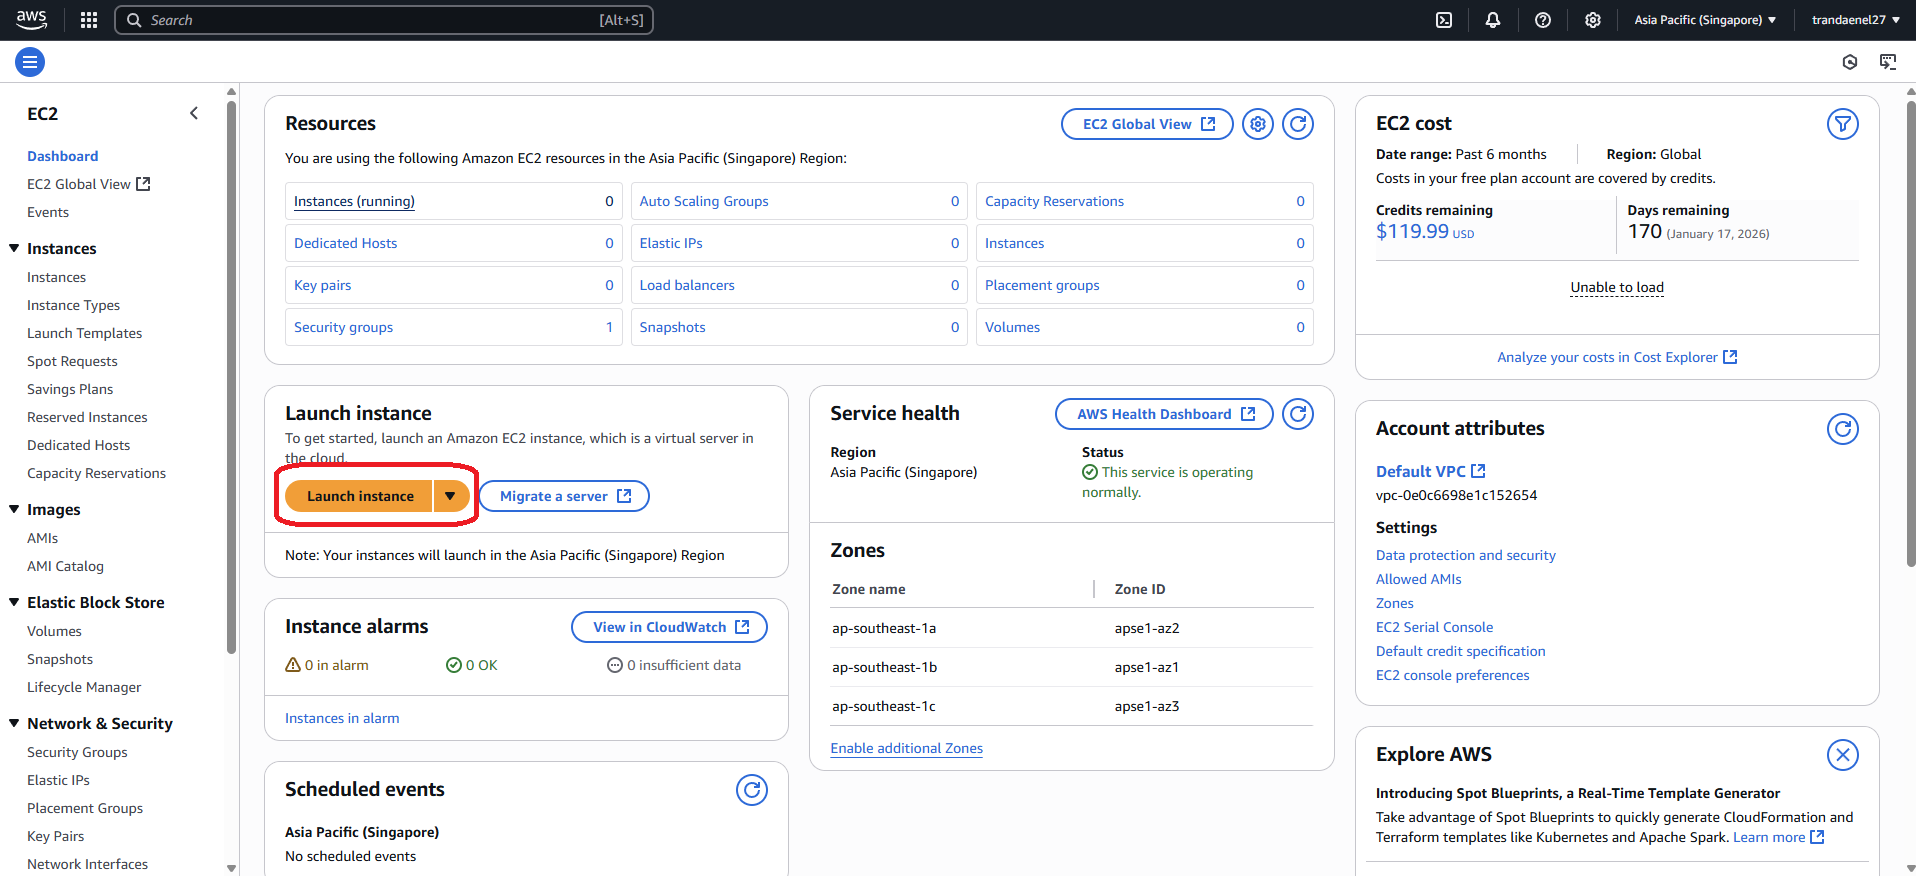 aws
Search [Alt+S]
Asia Pacific (Singapore)
trandaenel27
EC2
Dashboard
EC2 Global View
Events
Instances
Instances
Instance Types
Launch Templates
Spot Requests
Savings Plans
Reserved Instances
Dedicated Hosts
Capacity Reservations
Images
AMIs
AMI Catalog
Elastic Block Store
Volumes
Snapshots
Lifecycle Manager
Network & Security
Security Groups
Elastic IPs
Placement Groups
Key Pairs
Network Interfaces
Resources
EC2 Global View
You are using the following Amazon EC2 resources in the Asia Pacific (Singapore) Region:
Instances (running) 0
Auto Scaling Groups 0
Capacity Reservations 0
Dedicated Hosts 0
Elastic IPs 0
Instances 0
Key pairs 0
Load balancers 0
Placement groups 0
Security groups 1
Snapshots 0
Volumes 0
Launch instance
To get started, launch an Amazon EC2 instance, which is a virtual server in
the cloud.
Launch instance
Migrate a server
Note: Your instances will launch in the Asia Pacific (Singapore) Region
Instance alarms
View in CloudWatch
0 in alarm
0 OK
0 insufficient data
Instances in alarm
Scheduled events
Asia Pacific (Singapore)
No scheduled events
Service health
AWS Health Dashboard
Region
Asia Pacific (Singapore)
Status
This service is operating
normally.
Zones
Zone name Zone ID
ap-southeast-1a apse1-az2
ap-southeast-1b apse1-az1
ap-southeast-1c apse1-az3
Enable additional Zones
EC2 cost
Date range: Past 6 months
Region: Global
Costs in your free plan account are covered by credits.
Credits remaining
$119.99 USD
Days remaining
170 (January 17, 2026)
Unable to load
Analyze your costs in Cost Explorer
Account attributes
Default VPC
vpc-0e0c6698e1c152654
Settings
Data protection and security
Allowed AMIs
Zones
EC2 Serial Console
Default credit specification
EC2 console preferences
Explore AWS
Introducing Spot Blueprints, a Real-Time Template Generator
Take advantage of Spot Blueprints to quickly generate CloudFormation and
Terraform templates like Kubernetes and Apache Spark. Learn more